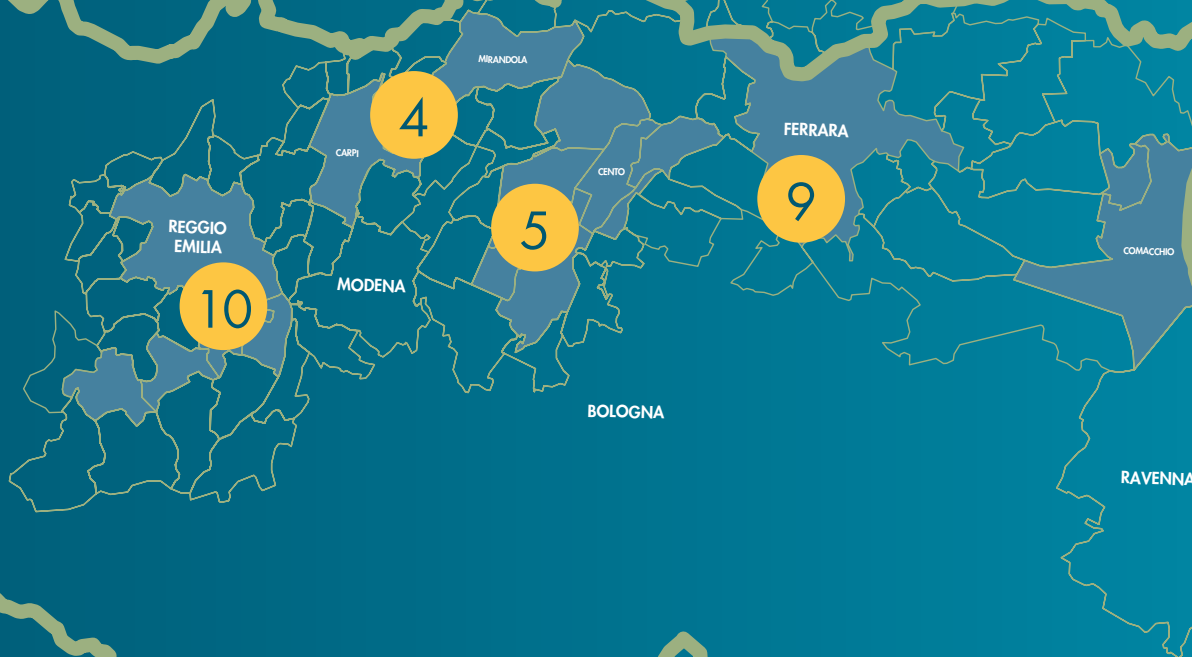 MIRANDOLA
4
CARPI
FERRARA
CENTO
9
5
REGGIO
EMILIA
COMACCHIO
MODENA
10
BOLOGNA
RAVENNA